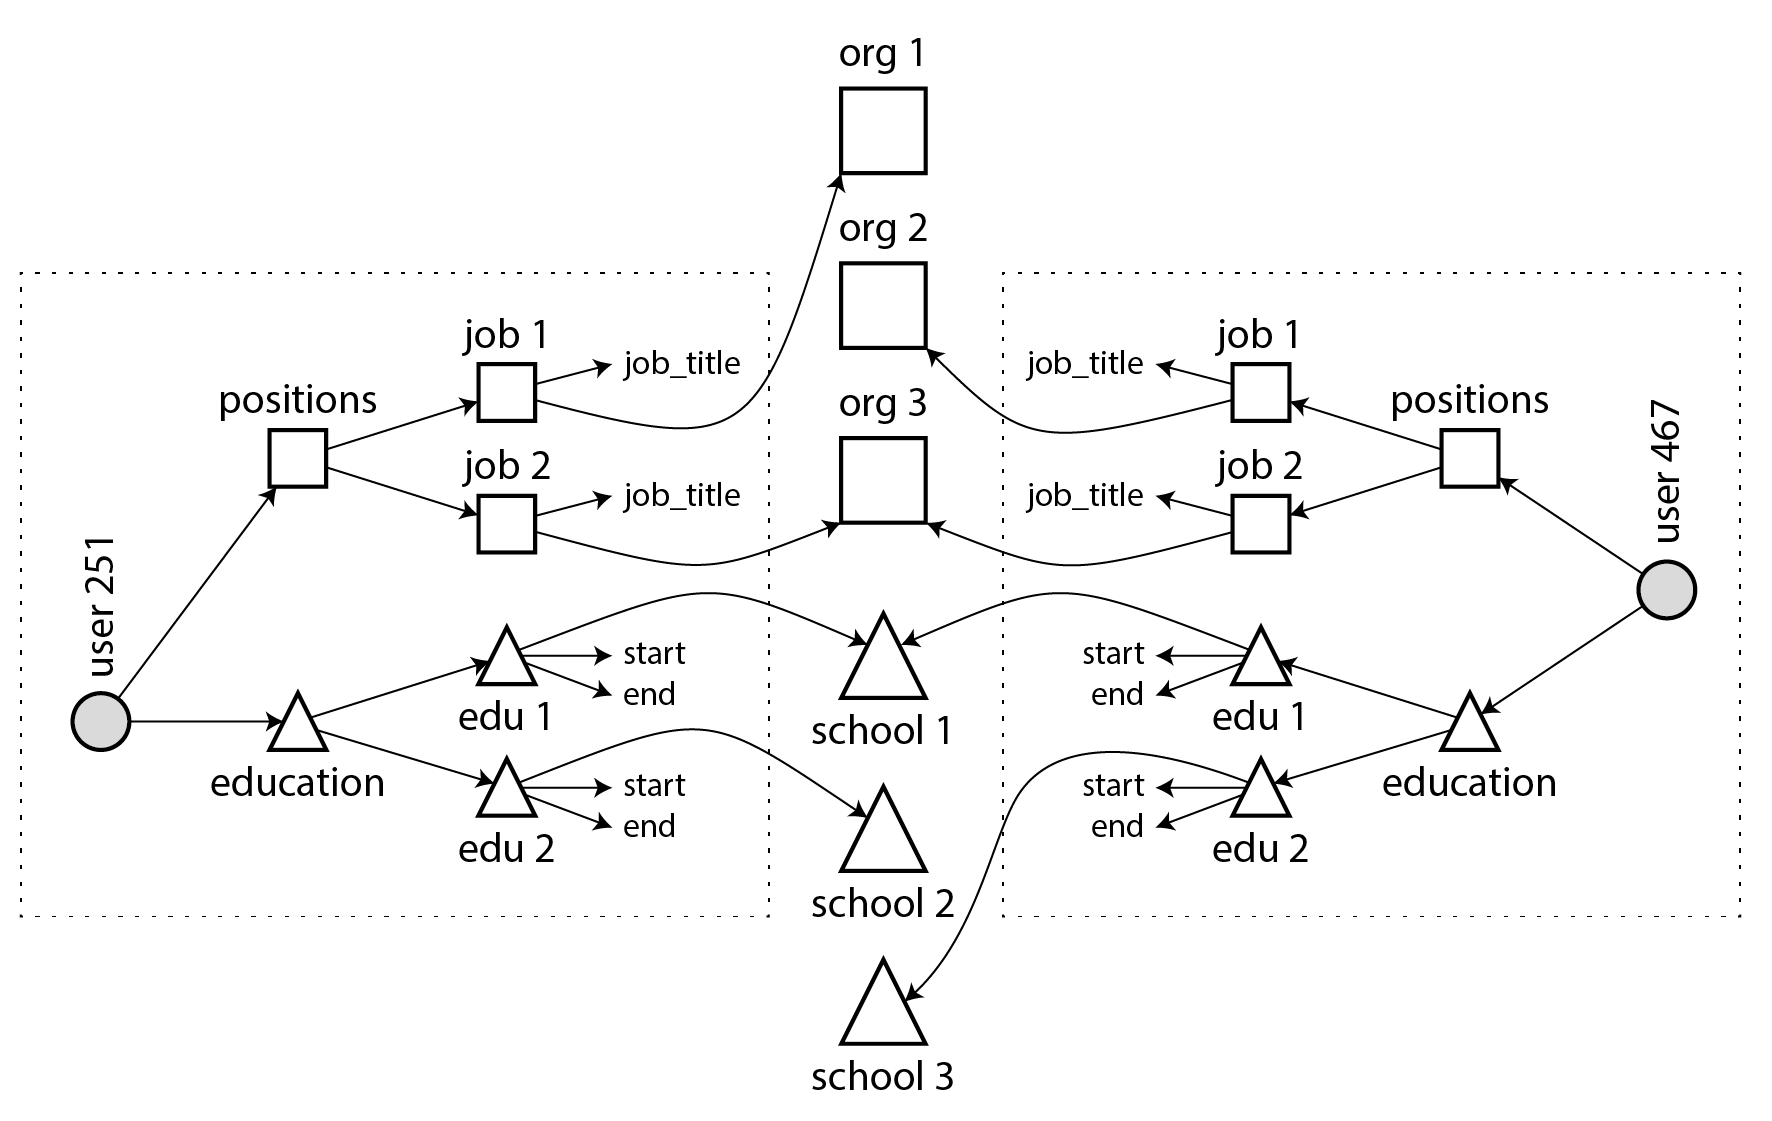 org 1
org 2
org 3
job 1
job_title
positions
job 2
job_title
user 251
start
end
edu 1
education
start
end
edu 2
school 1
school 2
school 3
job 1
job_title
positions
job 2
job_title
user 467
start
end
edu 1
education
start
end
edu 2